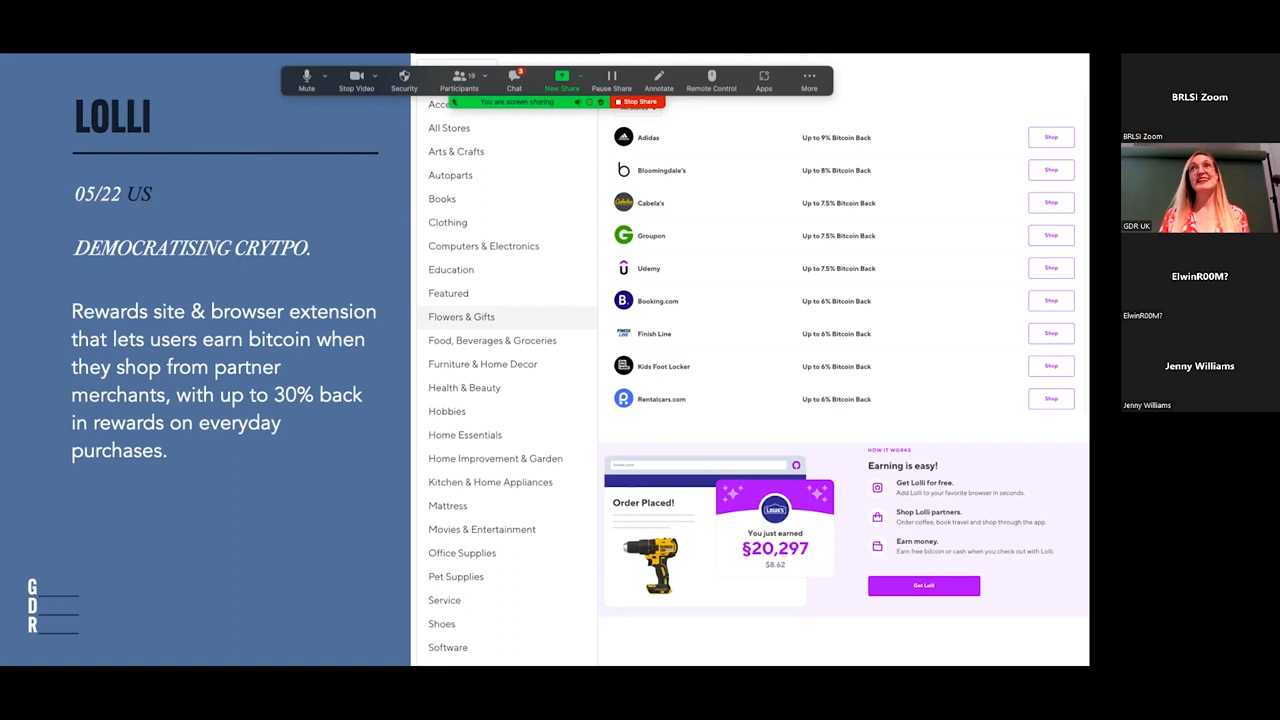 LOLLI
05/22 US
DEMOCRATISING CRYTPO.
Rewards site & browser extension
that lets users earn bitcoin when
they shop from partner
merchants, with up to 30% back
in rewards on everyday
purchases.
G
D
R
Mute
Stop Video
Security
Participants
19
Chat
3
New Share
Pause Share
Annotate
Remote Control
Apps
More
You are screen sharing
Stop Share
Acce
All Stores
Arts & Crafts
Autoparts
Books
Clothing
Computers & Electronics
Education
Featured
Flowers & Gifts
Food, Beverages & Groceries
Furniture & Home Decor
Health & Beauty
Hobbies
Home Essentials
Home Improvement & Garden
Kitchen & Home Appliances
Mattress
Movies & Entertainment
Office Supplies
Pet Supplies
Service
Shoes
Software
Adidas Up to 9% Bitcoin Back Shop
Bloomingdale's Up to 8% Bitcoin Back Shop
Cabela's Up to 7.5% Bitcoin Back Shop
Groupon Up to 7.5% Bitcoin Back Shop
Udemy Up to 7.5% Bitcoin Back Shop
B. Booking.com Up to 6% Bitcoin Back Shop
FINISH LINE Finish Line Up to 6% Bitcoin Back Shop
Kids Foot Locker Up to 6% Bitcoin Back Shop
Rentalcars.com Up to 6% Bitcoin Back Shop
Order Placed!
LOWE'S
You just earned
§20,297
$8.62
HOW IT WORKS
Earning is easy!
Get Lolli for free.
Add Lolli to your favorite browser in seconds.
Shop Lolli partners.
Order coffee, book travel and shop through the app.
Earn money.
Earn free bitcoin or cash when you check out with Lolli.
Get Lolli
BRLSI Zoom
BRLSI Zoom
GDR UK
ElwinR00M?
ElwinR00M?
Jenny Williams
Jenny Williams